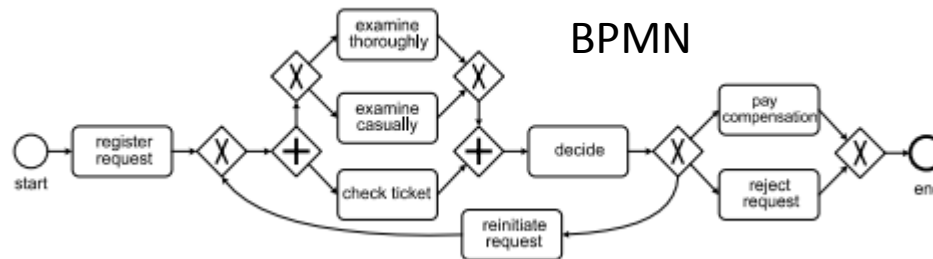 BPMN
examine
thoroughly
examine
casually
check ticket
register
request
start
decide
pay
compensation
reject
request
reinitiate
request
en